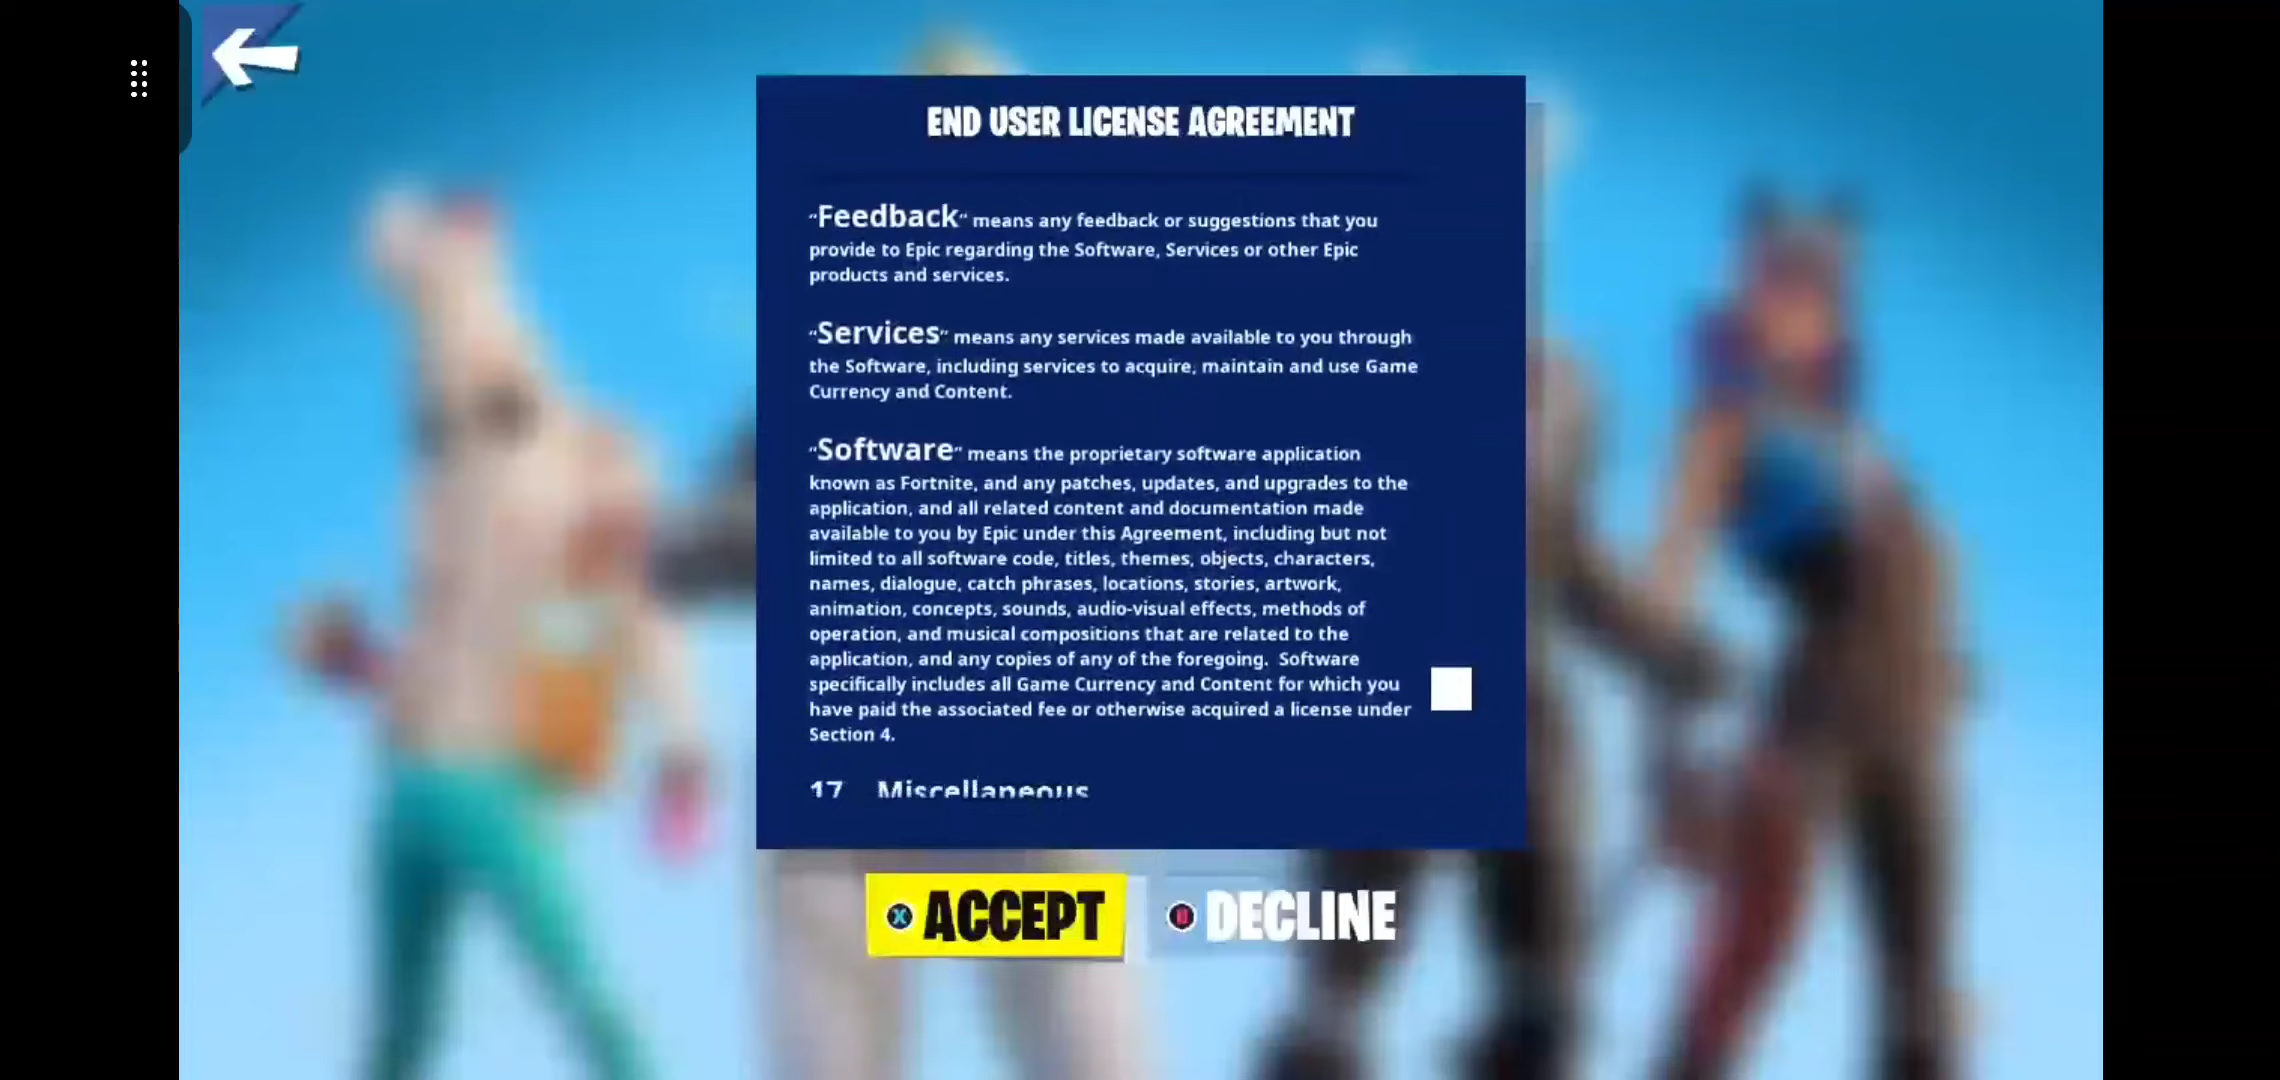 END USER LICENSE AGREEMENT
"Feedback" means any feedback or suggestions that you
provide to Epic regarding the Software, Services or other Epic
products and services.
"Services" means any services made available to you through
the Software, including services to acquire, maintain and use Game
Currency and Content.
"Software" means the proprietary software application
known as Fortnite, and any patches, updates, and upgrades to the
application, and all related content and documentation made
available to you by Epic under this Agreement, including but not
limited to all software code, titles, themes, objects, characters,
names, dialogue, catch phrases, locations, stories, artwork,
animation, concepts, sounds, audio-visual effects, methods of
operation, and musical compositions that are related to the
application, and any copies of any of the foregoing.  Software
specifically includes all Game Currency and Content for which you
have paid the associated fee or otherwise acquired a license under
Section 4.
17 Miscellaneous
X ACCEPT
DECLINE